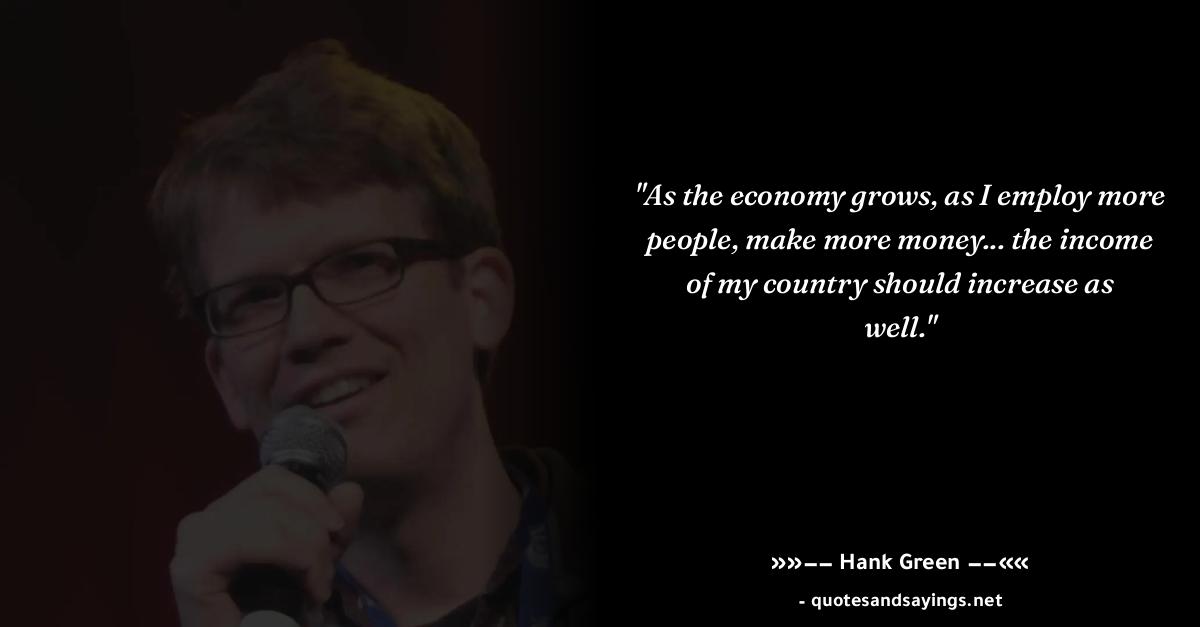 "As the economy grows, as I employ more
people, make more money... the income
of my country should increase as
well."
»»–– Hank Green ––««
- quotesandsayings.net